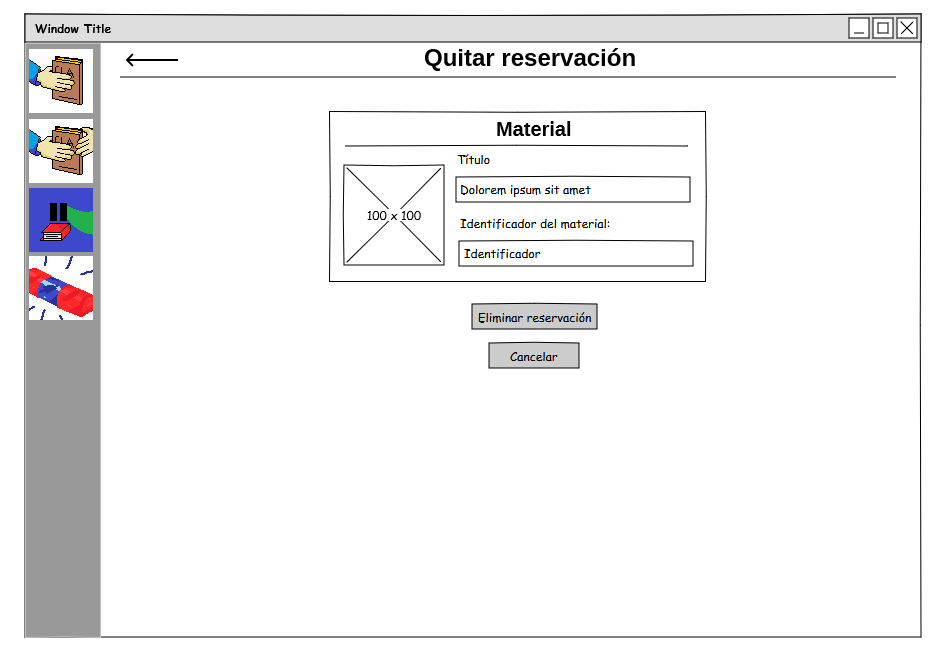 Window Title
Quitar reservación
Material
Título
100 x 100
Dolorem ipsum sit amet
Identificador del material:
Identificador
Eliminar reservación
Cancelar